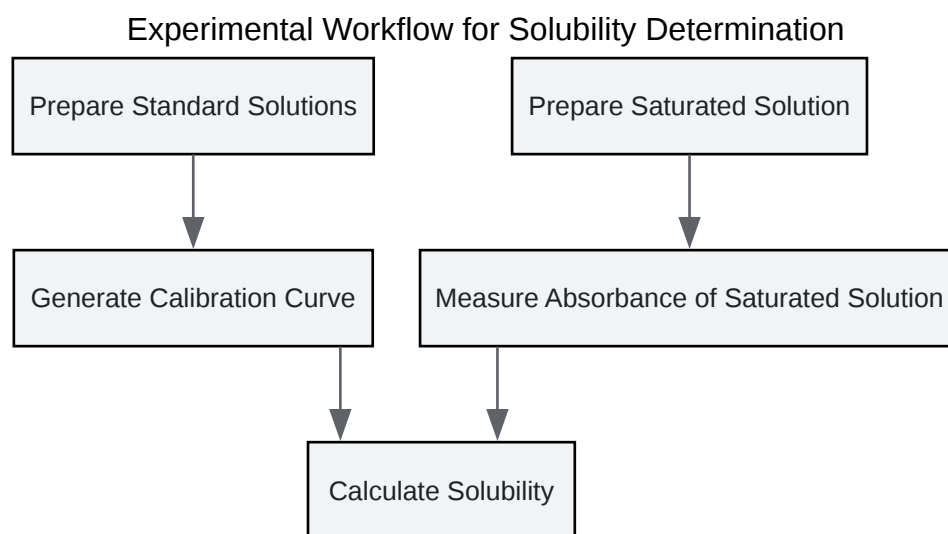 Experimental Workflow for Solubility Determination
Prepare Standard Solutions
Prepare Saturated Solution
Generate Calibration Curve
Measure Absorbance of Saturated Solution
Calculate Solubility